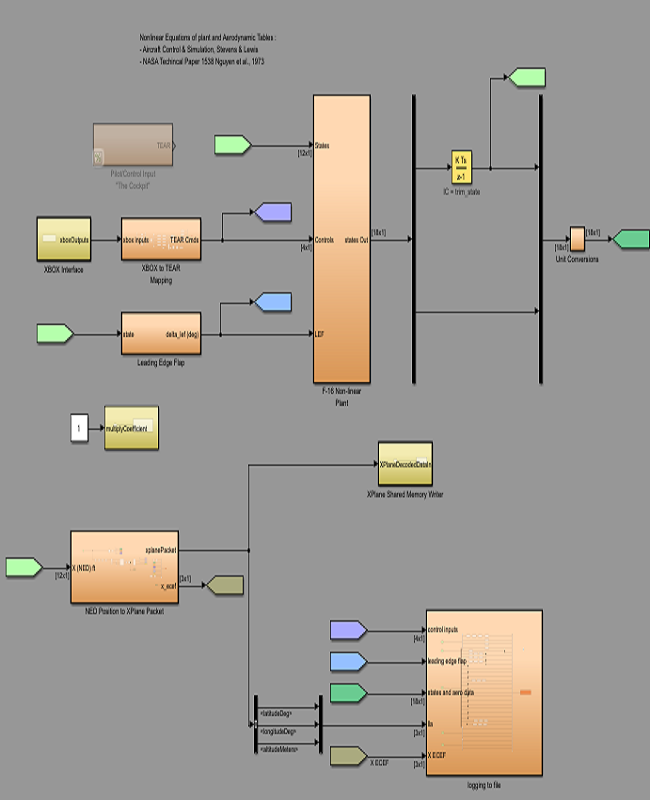 Nonlinear Equations of plant and Aerodynamic Tables :
- Aircraft Control & Simulation, Stevens & Lewis
- NASA Techincal Paper 1538 Nguyen et al., 1973
TEAR
PilotControl Input
"The Cockpit"
States
[12x1]
xboxOutputs
XBOX Interface
xbox inputs
TEAR Cmds
XBOX to TEAR
Mapping
[4x1]
Controls
states Out
[18x1]
K Ts
z-1
IC = trim_state
[18x1]
[18x1]
Unit Conversions
state
delta_lef (deg)
Leading Edge Flap
LEF
F-16 Non-linear
Plant
1
multiplyCoefficient
XPlaneDecodedDataIn
XPlane Shared Memory Writer
[12x1]
X (NED) ft
xplanePacket
x_ecef
[3x1]
NED Position to XPlane Packet
<latitudeDeg>
<longitudeDeg>
<altitudeMeters>
control inputs
[4x1]
leading edge flap
states and aero data
[18x1]
lla
[3x1]
X ECEF
X ECEF
[3x1]
logging to file